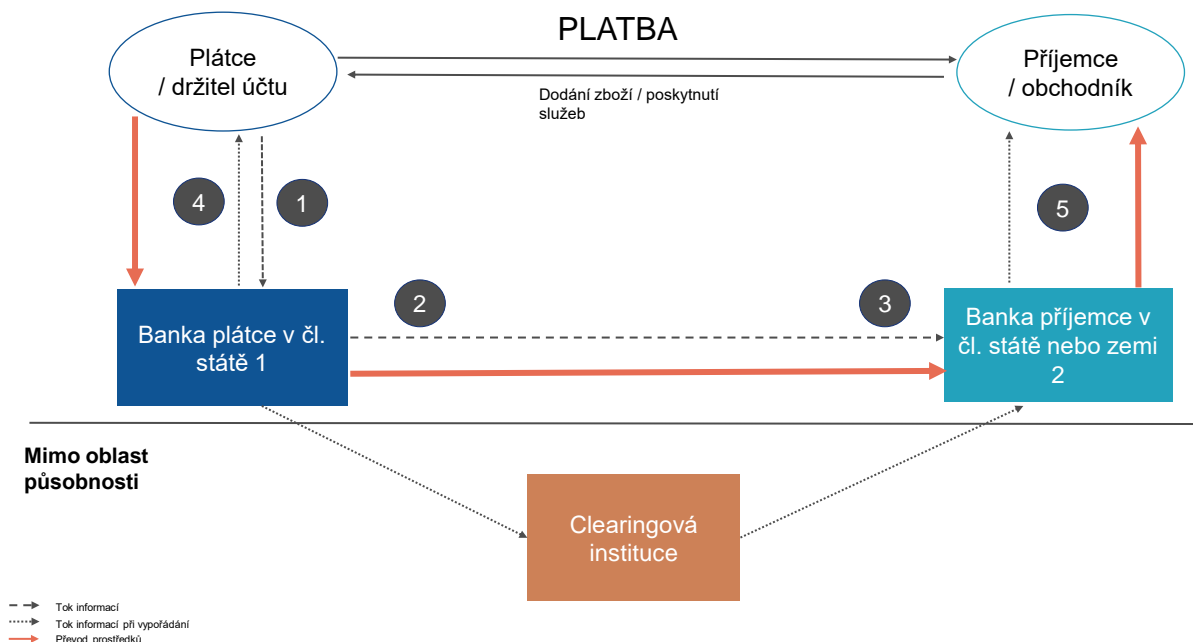 PLATBA
Plátce
/ držitel účtu
Příjemce
/ obchodník
Dodání zboží / poskytnutí
služeb
4
1
5
2
3
Banka plátce v čl.
státě 1
Banka příjemce v
čl. státě nebo zemi
2
Mimo oblast
působnosti
Clearingová
instituce
Tok informací
Tok informací při vypořádání
Převod prostředků